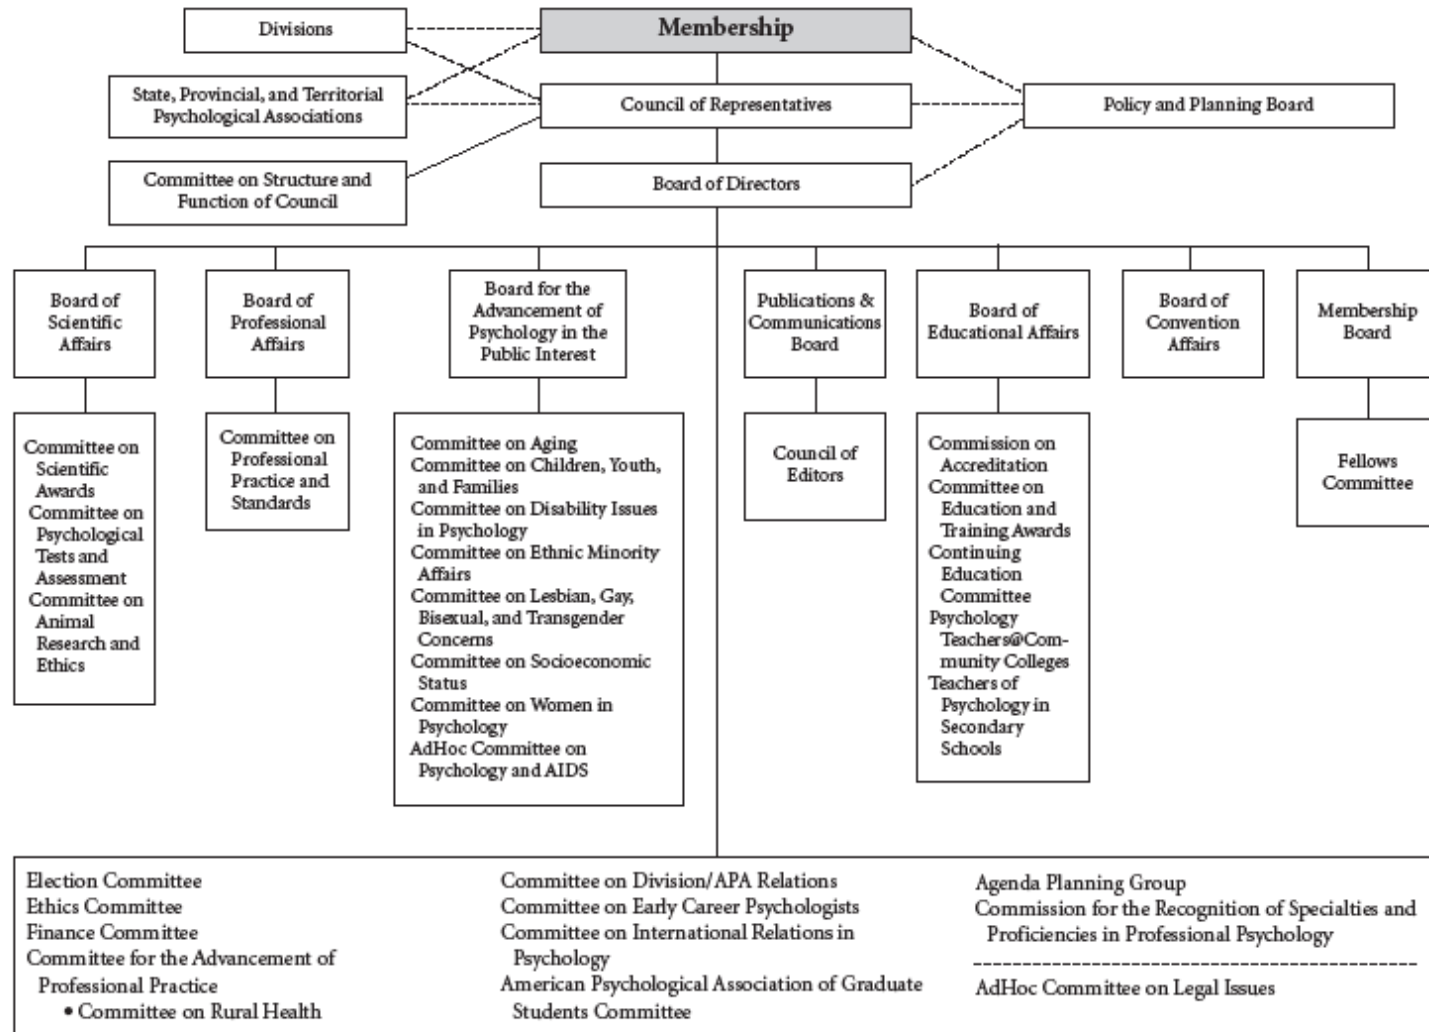 Divisions
Membership
State, Provincial, and Territorial
Psychological Associations
Council of Representatives
Policy and Planning Board
Committee on Structure and
Function of Council
Board of Directors
Board of
Scientific
Affairs
Board of
Professional
Affairs
Board for the
Advancement of
Psychology in the
Public Interest
Publications &
Communications
Board
Board of
Educational Affairs
Board of
Convention
Affairs
Membership
Board
Committee on
Scientific
Awards
Committee on
Psychological
Tests and
Assessment
Committee on
Animal
Research and
Ethics
Committee on
Professional
Practice and
Standards
Committee on Aging
Committee on Children, Youth,
and Families
Committee on Disability Issues
in Psychology
Committee on Ethnic Minority
Affairs
Committee on Lesbian, Gay,
Bisexual, and Transgender
Concerns
Committee on Socioeconomic
Status
Committee on Women in
Psychology
AdHoc Committee on
Psychology and AIDS
Council of
Editors
Commission on
Accreditation
Committee on
Education and
Training Awards
Continuing
Education
Committee
Psychology
Teachers@Com-
munity Colleges
Teachers of
Psychology in
Secondary
Schools
Fellows
Committee
Election Committee
Ethics Committee
Finance Committee
Committee for the Advancement of
Professional Practice
• Committee on Rural Health
Committee on Division/APA Relations
Committee on Early Career Psychologists
Committee on International Relations in
Psychology
American Psychological Association of Graduate
Students Committee
Agenda Planning Group
Commission for the Recognition of Specialties and
Proficiencies in Professional Psychology
AdHoc Committee on Legal Issues